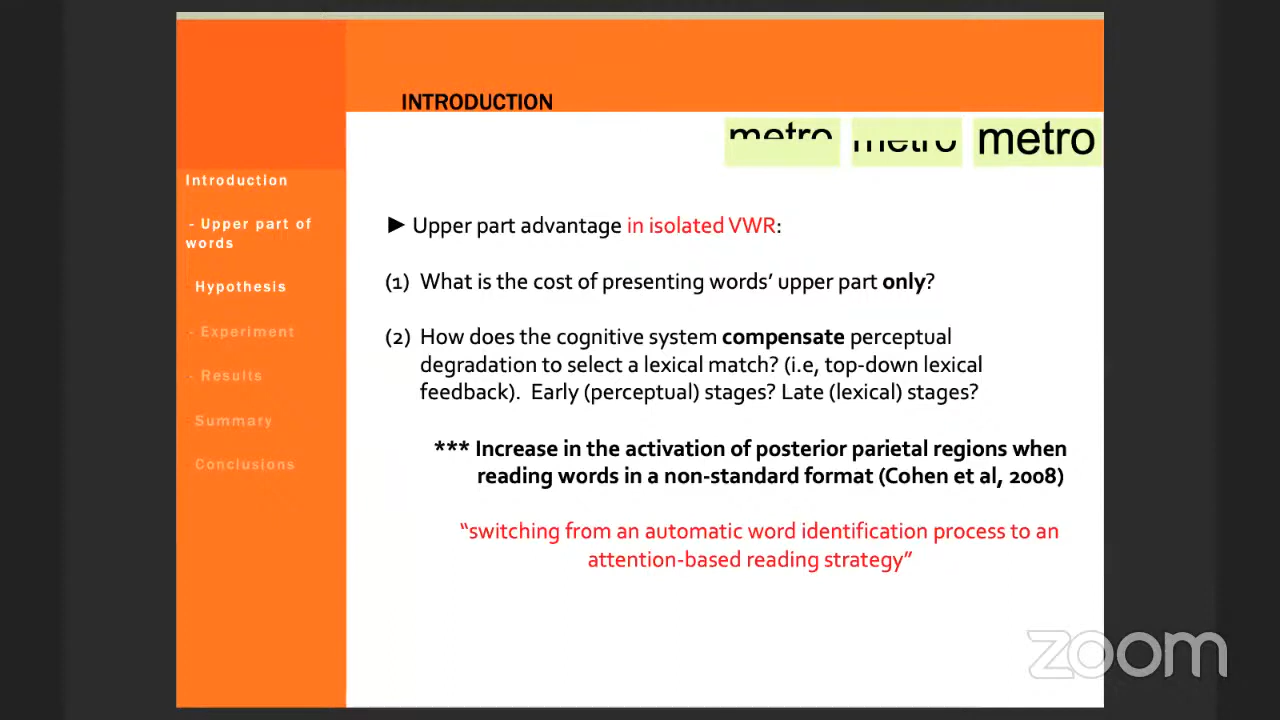 INTRODUCTION
metro metro metro
Introduction
- Upper part of
words
Hypothesis
- Experiment
- Results
Summary
Conclusions
► Upper part advantage in isolated VWR:
(1) What is the cost of presenting words’ upper part only?
(2) How does the cognitive system compensate perceptual
degradation to select a lexical match? (i.e, top-down lexical
feedback). Early (perceptual) stages? Late (lexical) stages?
*** Increase in the activation of posterior parietal regions when
reading words in a non-standard format (Cohen et al, 2008)
“switching from an automatic word identification process to an
attention-based reading strategy”
zoom